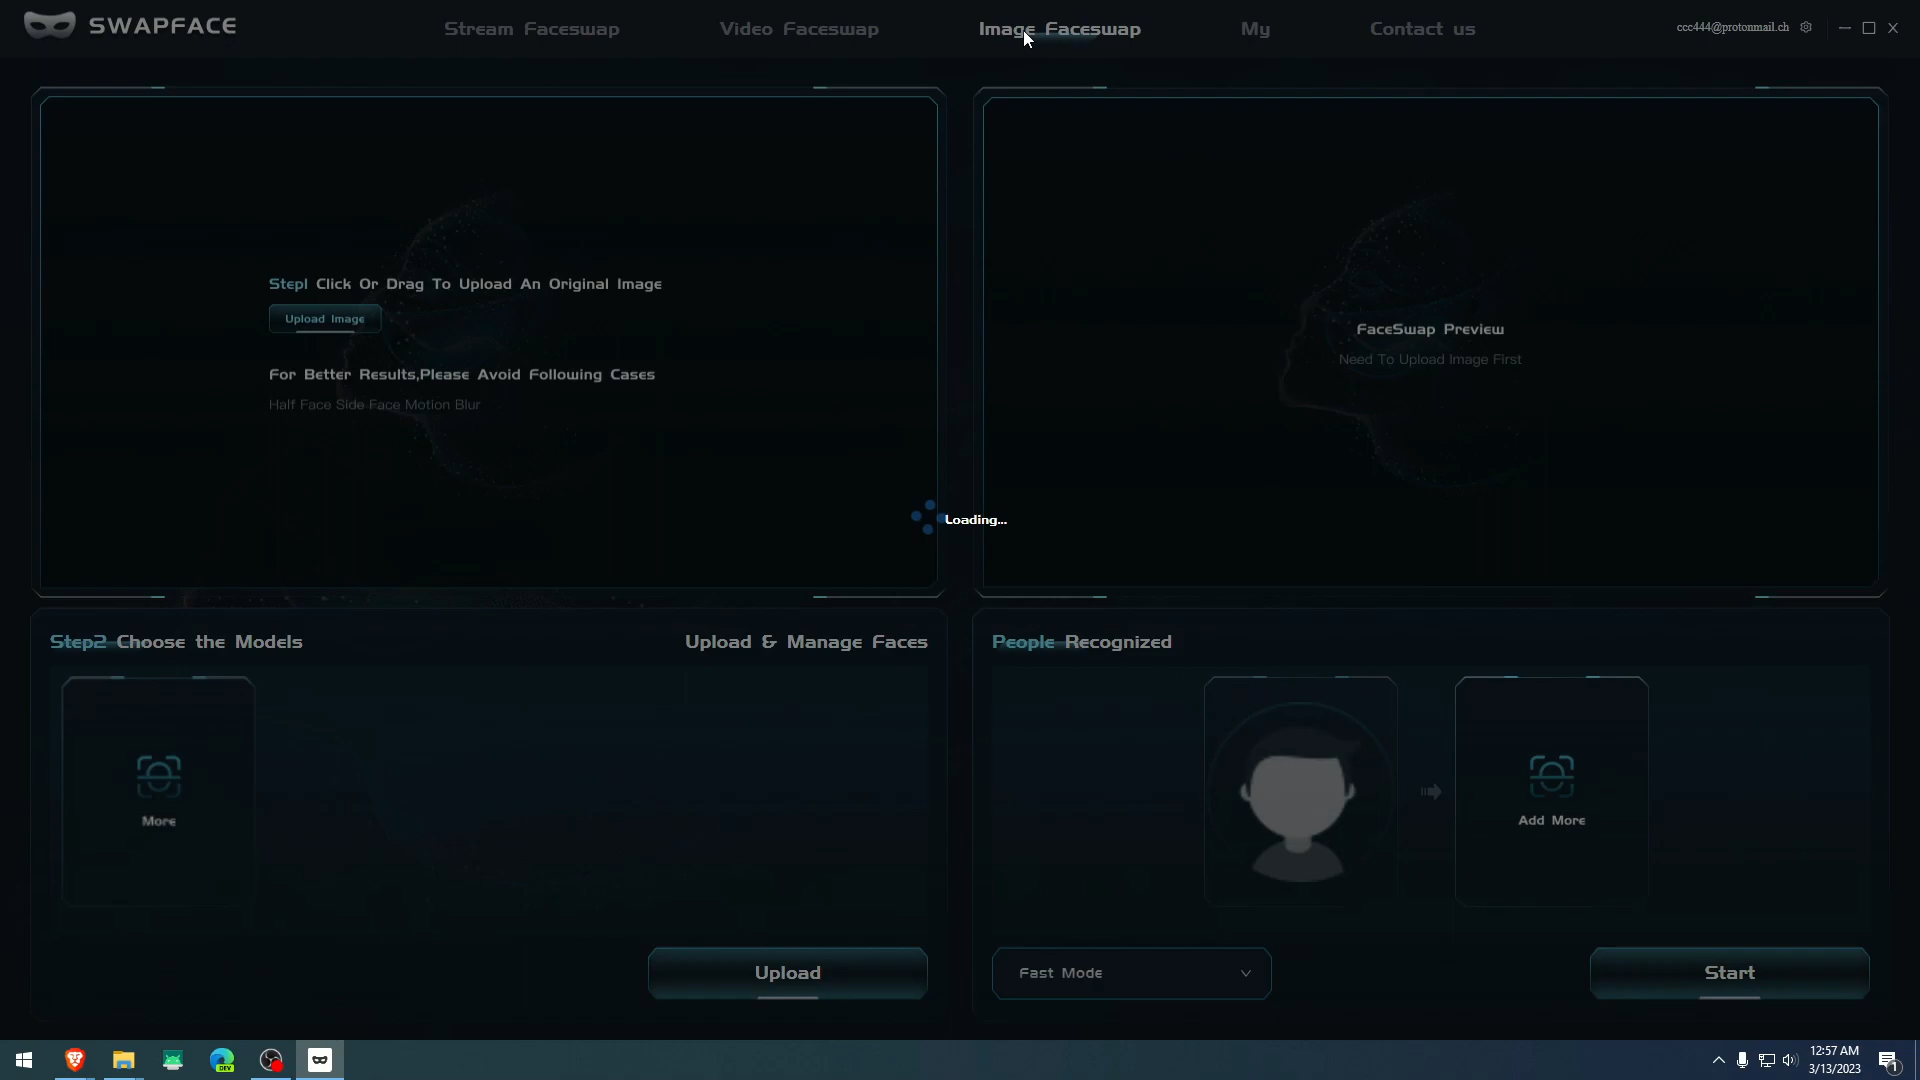 SWAPFACE
Stream Faceswap
Video Faceswap
Image Faceswap
My
Contact us
ccc444@protonmail.ch
Step1 Click Or Drag To Upload An Original Image
Upload Image
For Better Results,Please Avoid Following Cases
Half Face Side Face Motion Blur
FaceSwap Preview
Need To Upload Image First
Loading...
Step2 Choose the Models
Upload & Manage Faces
More
Upload
People Recognized
Add More
Fast Mode
Start
DEV
12:57 AM
3/13/2023
1